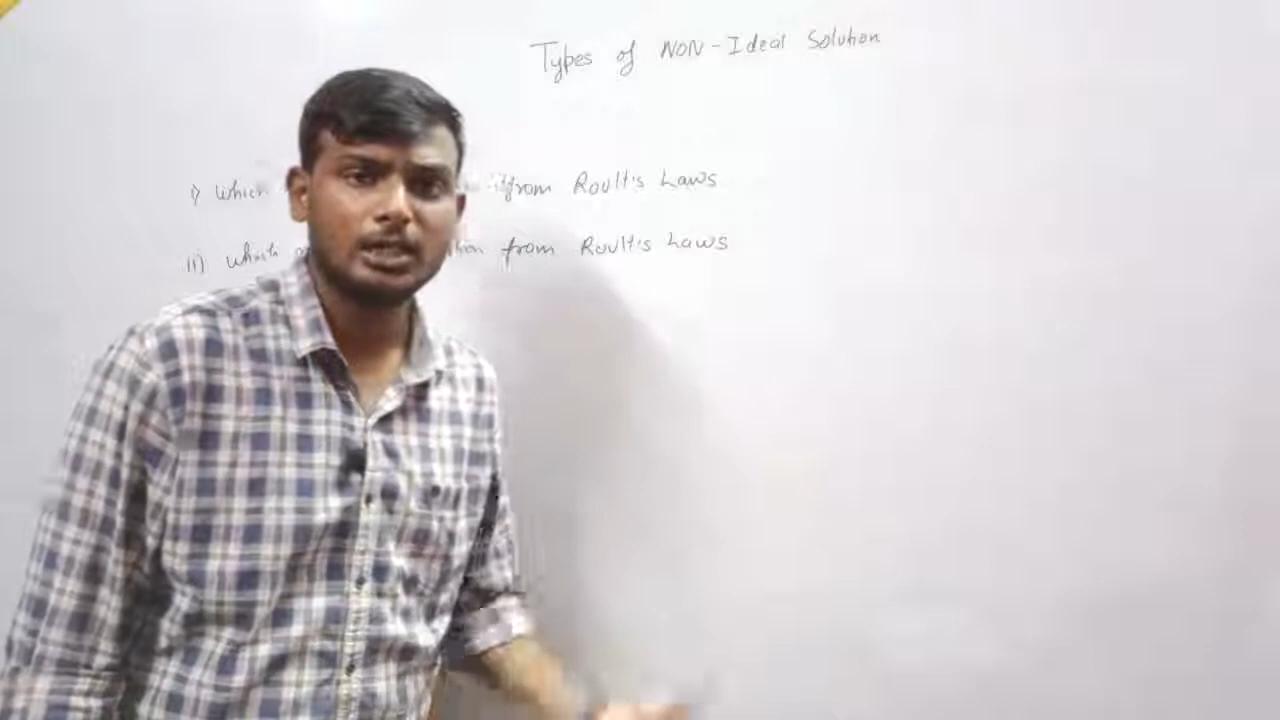 Types of NON-Ideal Solution
i) which from Roult's Laws
ii) which from Roult's Laws